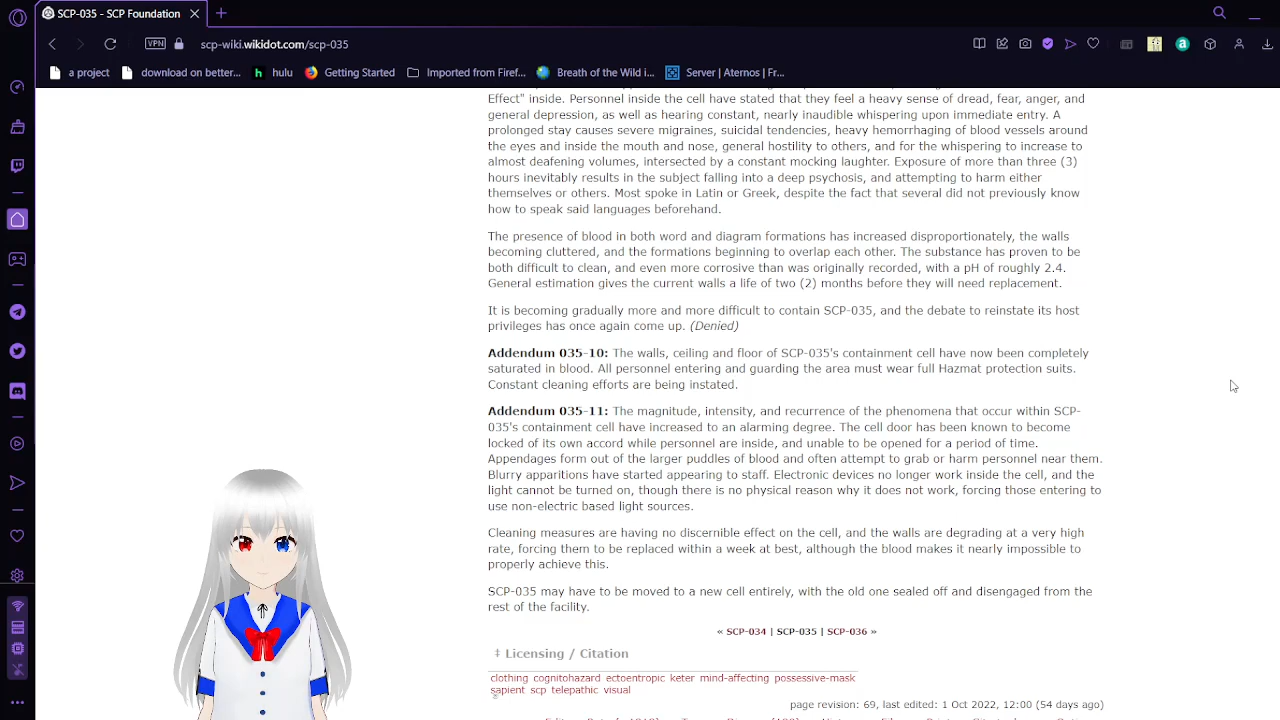 SCP-035 - SCP Foundation
VPN
scp-wiki.wikidot.com/scp-035
a project
download on better...
h hulu
Getting Started
Imported from Firef...
Breath of the Wild i...
Server | Aternos | Fr...
Effect" inside. Personnel inside the cell have stated that they feel a heavy sense of dread, fear, anger, and
general depression, as well as hearing constant, nearly inaudible whispering upon immediate entry. A
prolonged stay causes severe migraines, suicidal tendencies, heavy hemorrhaging of blood vessels around
the eyes and inside the mouth and nose, general hostility to others, and for the whispering to increase to
almost deafening volumes, intersected by a constant mocking laughter. Exposure of more than three (3)
hours inevitably results in the subject falling into a deep psychosis, and attempting to harm either
themselves or others. Most spoke in Latin or Greek, despite the fact that several did not previously know
how to speak said languages beforehand.
The presence of blood in both word and diagram formations has increased disproportionately, the walls
becoming cluttered, and the formations beginning to overlap each other. The substance has proven to be
both difficult to clean, and even more corrosive than was originally recorded, with a pH of roughly 2.4.
General estimation gives the current walls a life of two (2) months before they will need replacement.
It is becoming gradually more and more difficult to contain SCP-035, and the debate to reinstate its host
privileges has once again come up. (Denied)
Addendum 035-10: The walls, ceiling and floor of SCP-035's containment cell have now been completely
saturated in blood. All personnel entering and guarding the area must wear full Hazmat protection suits.
Constant cleaning efforts are being instated.
Addendum 035-11: The magnitude, intensity, and recurrence of the phenomena that occur within SCP-
035's containment cell have increased to an alarming degree. The cell door has been known to become
locked of its own accord while personnel are inside, and unable to be opened for a period of time.
Appendages form out of the larger puddles of blood and often attempt to grab or harm personnel near them.
Blurry apparitions have started appearing to staff. Electronic devices no longer work inside the cell, and the
light cannot be turned on, though there is no physical reason why it does not work, forcing those entering to
use non-electric based light sources.
Cleaning measures are having no discernible effect on the cell, and the walls are degrading at a very high
rate, forcing them to be replaced within a week at best, although the blood makes it nearly impossible to
properly achieve this.
SCP-035 may have to be moved to a new cell entirely, with the old one sealed off and disengaged from the
rest of the facility.
« SCP-034 | SCP-035 | SCP-036 »
‡ Licensing / Citation
clothing cognitohazard ectoentropic keter mind-affecting possessive-mask
sapient scp telepathic visual
page revision: 69, last edited: 1 Oct 2022, 12:00 (54 days ago)